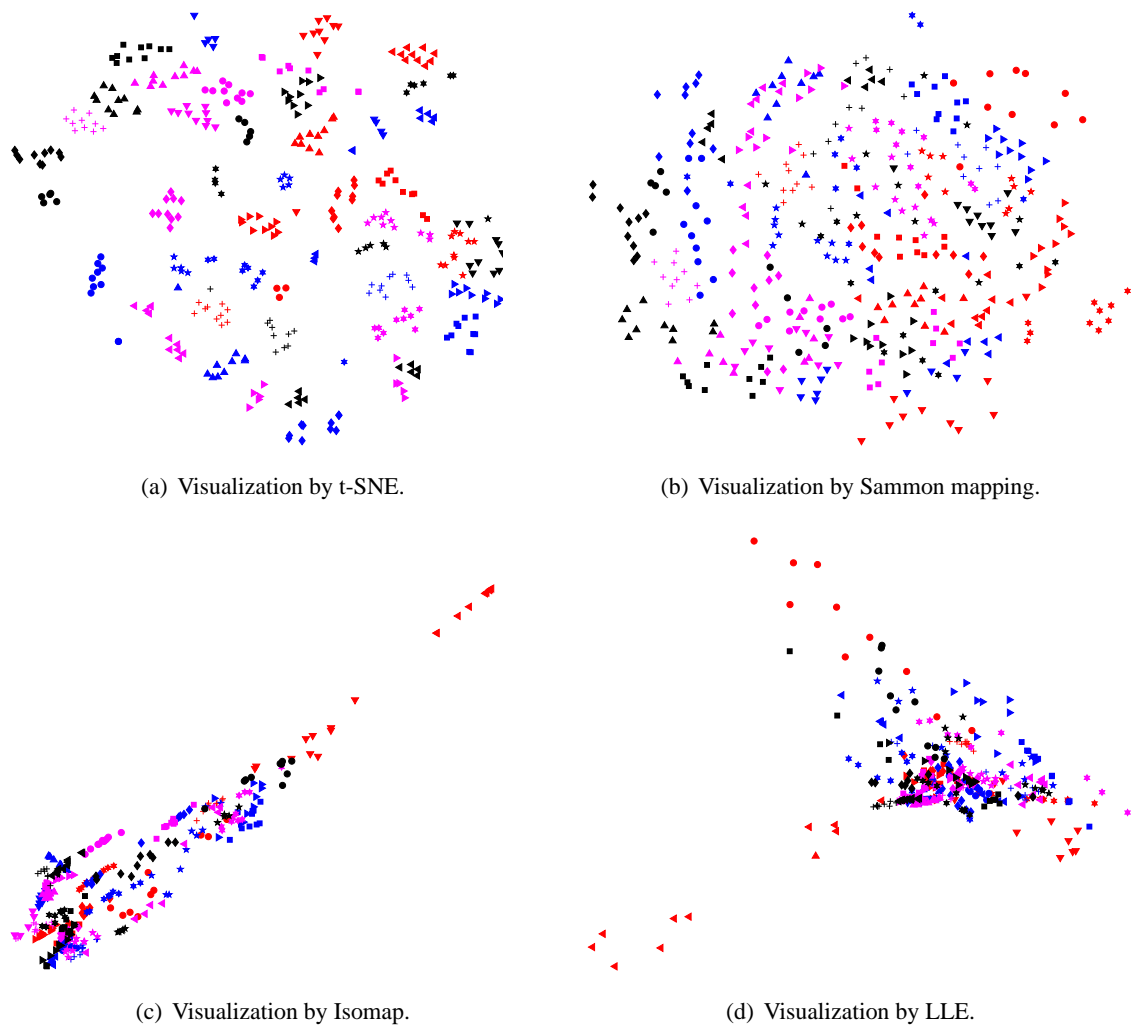 (a) Visualization by t-SNE.
(b) Visualization by Sammon mapping.
(c) Visualization by Isomap.
(d) Visualization by LLE.